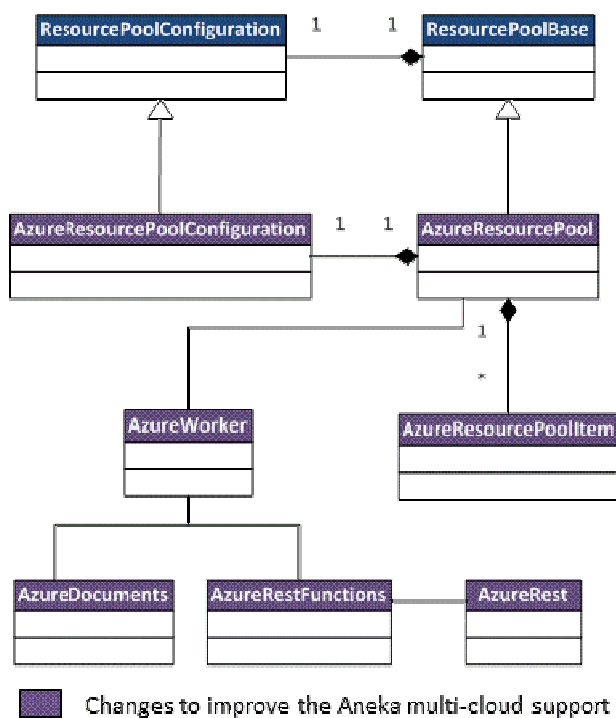 ResourcePoolConfiguration 1 1 ResourcePoolBase
AzureResourcePoolConfiguration 1 1 AzureResourcePool
1
*
AzureWorker AzureResourcePoolItem
AzureDocuments AzureRestFunctions AzureRest
Changes to improve the Aneka multi-cloud support